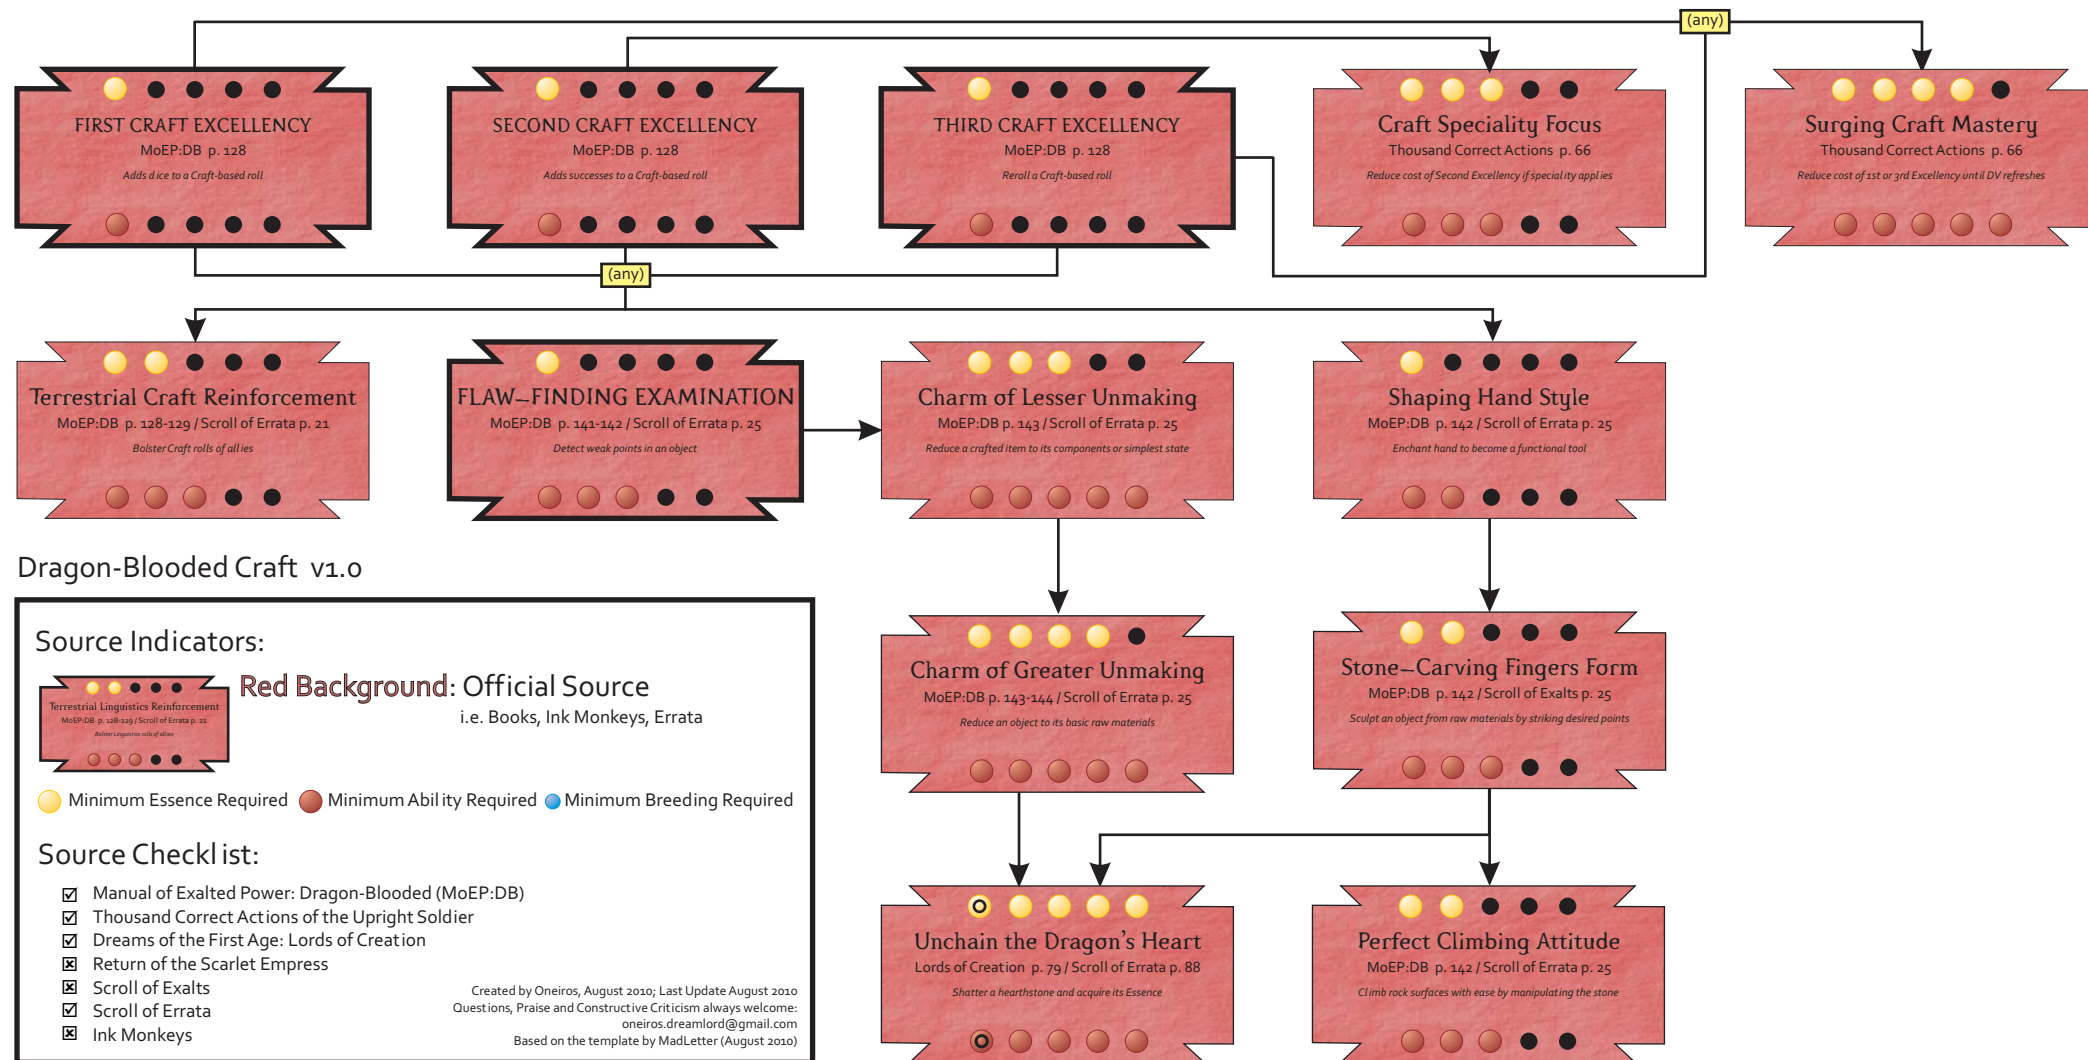 (any)
FIRST CRAFT EXCELLENCY
MoEP:DB p. 128
Adds dice to a Craft-based roll
SECOND CRAFT EXCELLENCY
MoEP:DB p. 128
Adds successes to a Craft-based roll
THIRD CRAFT EXCELLENCY
MoEP:DB p. 128
Reroll a Craft-based roll
Craft Speciality Focus
Thousand Correct Actions p. 66
Reduce cost of Second Excellency if speciality applies
Surging Craft Mastery
Thousand Correct Actions p. 66
Reduce cost of 1st or 3rd Excellency until DV refreshes
(any)
Terrestrial Craft Reinforcement
MoEP:DB p. 128-129 / Scroll of Errata p. 21
Bolster Craft rolls of allies
FLAW-FINDING EXAMINATION
MoEP:DB p. 141-142 / Scroll of Errata p. 25
Detect weak points in an object
Charm of Lesser Unmaking
MoEP:DB p. 143 / Scroll of Errata p. 25
Reduce a crafted item to its components or simplest state
Shaping Hand Style
MoEP:DB p. 142 / Scroll of Errata p. 25
Enchant hand to become a functional tool
Charm of Greater Unmaking
MoEP:DB p. 143-144 / Scroll of Errata p. 25
Reduce an object to its basic raw materials
Stone-Carving Fingers Form
MoEP:DB p. 142 / Scroll of Exalts p. 25
Sculpt an object from raw materials by striking desired points
Unchain the Dragon's Heart
Lords of Creation p. 79 / Scroll of Errata p. 88
Shatter a hearthstone and acquire its Essence
Perfect Climbing Attitude
MoEP:DB p. 142 / Scroll of Errata p. 25
Climb rock surfaces with ease by manipulating the stone
Dragon-Blooded Craft v1.0
Source Indicators:
Terrestrial Linguistics Reinforcement
MoEP:DB p. 128-129 / Scroll of Errata p. 21
Bolster Linguistics rolls of allies
Red Background: Official Source
i.e. Books, Ink Monkeys, Errata
Minimum Essence Required Minimum Ability Required Minimum Breeding Required
Source Checklist:
Manual of Exalted Power: Dragon-Blooded (MoEP:DB)
Thousand Correct Actions of the Upright Soldier
Dreams of the First Age: Lords of Creation
Return of the Scarlet Empress
Scroll of Exalts
Scroll of Errata
Ink Monkeys
Created by Oneiros, August 2010; Last Update August 2010
Questions, Praise and Constructive Criticism always welcome:
oneiros.dreamlord@gmail.com
Based on the template by MadLetter (August 2010)